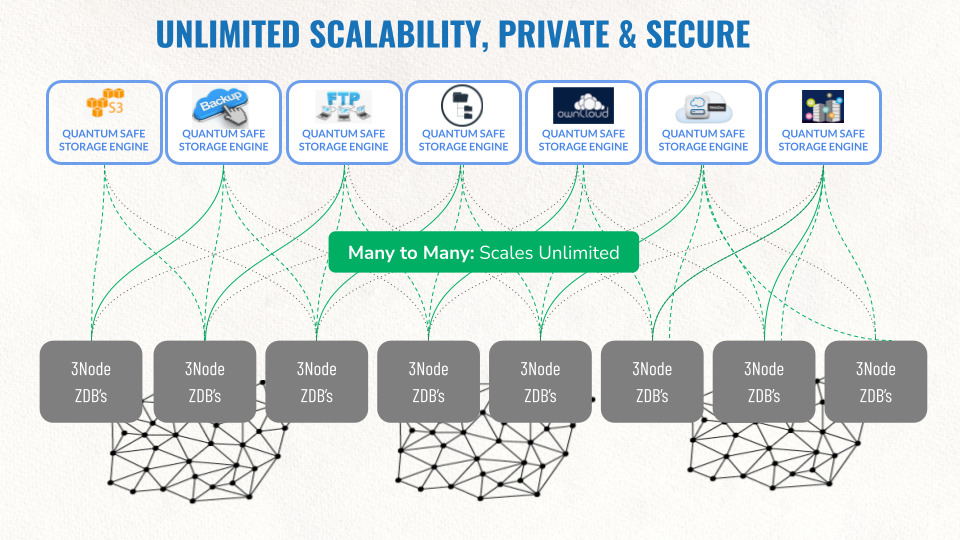 UNLIMITED SCALABILITY, PRIVATE & SECURE
S3
QUANTUM SAFE
STORAGE ENGINE
Backup
QUANTUM SAFE
STORAGE ENGINE
FTP
QUANTUM SAFE
STORAGE ENGINE
QUANTUM SAFE
STORAGE ENGINE
ownCloud
QUANTUM SAFE
STORAGE ENGINE
QUANTUM SAFE
STORAGE ENGINE
QUANTUM SAFE
STORAGE ENGINE
Many to Many: Scales Unlimited
3Node
ZDB's
3Node
ZDB's
3Node
ZDB's
3Node
ZDB's
3Node
ZDB's
3Node
ZDB's
3Node
ZDB's
3Node
ZDB's